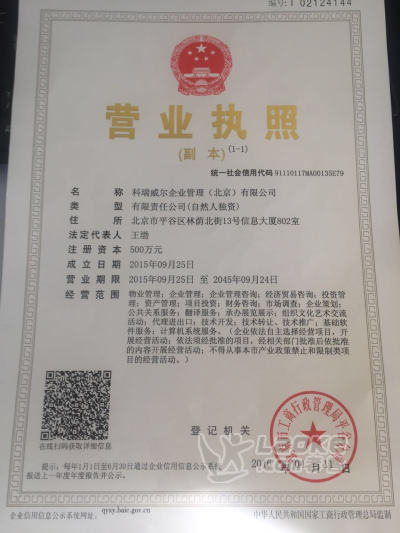 编号:1 02124144
营业执照
(副 本)(1-1)
统一社会信用代码 91110117MA00135E79
名 称 科瑞威尔企业管理（北京）有限公司
类 型 有限责任公司(自然人独资)
住 所 北京市平谷区林荫北街13号信息大厦802室
法定代表人 王渤
注册资本 500万元
成立日期 2015年09月25日
营业期限 2015年09月25日 至 2045年09月24日
经营范围 物业管理；企业管理；企业管理咨询；经济贸易咨询；投资管
理；资产管理；项目投资；财务咨询；市场调查；企业策划；
公共关系服务；翻译服务；承办展览展示；组织文化艺术交流
活动；代理进出口；技术开发；技术转让、技术推广；基础软
件服务；计算机系统服务。（企业依法自主选择经营项目，开
展经营活动；依法须经批准的项目，经相关部门批准后依批准
的内容开展经营活动；不得从事本市产业政策禁止和限制类项
目的经营活动。）
在线扫码获取详细信息
登记机关
提示：每年1月1日至6月30日通过企业信用信息公示系统
报送上一年度年度报告并公示。
qyxy.baic.gov.cn
企业信用信息公示系统网址：
中华人民共和国国家工商行政管理总局监制